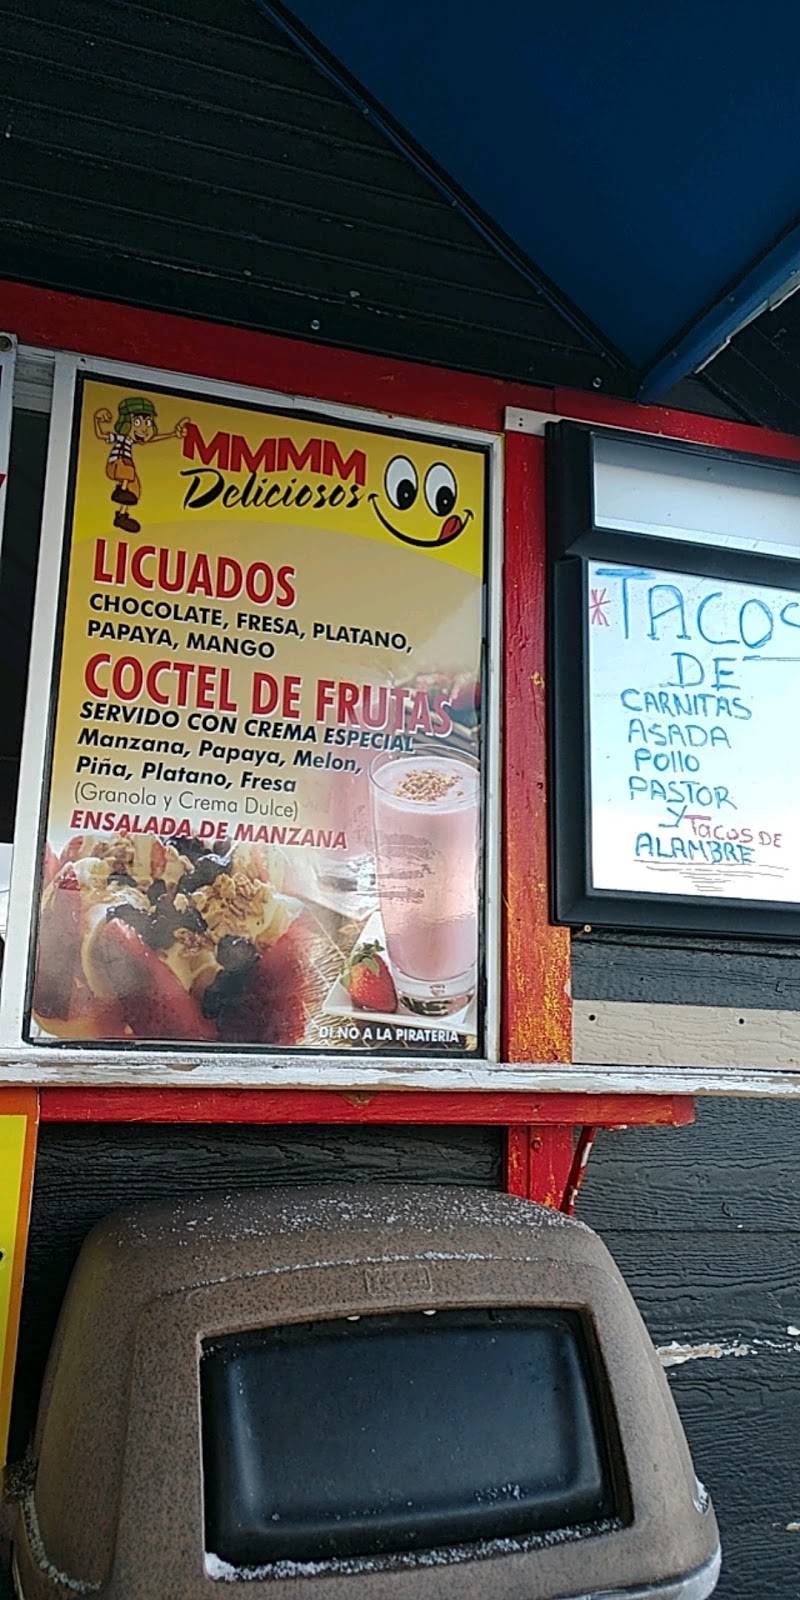 MMMM
Deliciosos
LICUADOS
CHOCOLATE, FRESA, PLATANO,
PAPAYA, MANGO
COCTEL DE FRUTAS
SERVIDO CON CREMA ESPECIAL
Manzana, Papaya, Melon,
Piña, Platano, Fresa
(Granola y Crema Dulce)
ENSALADA DE MANZANA
DI NO A LA PIRATERIA
*TACOS
DE
CARNITAS
ASADA
POllO
PASTOR
Y TACOS DE
ALAMBRE